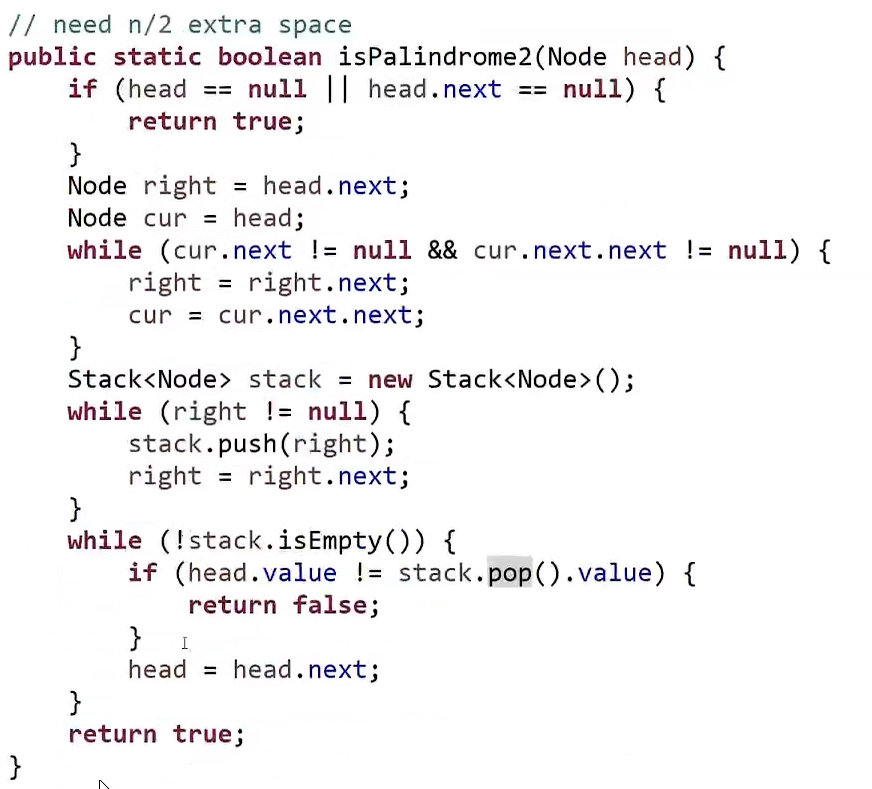 // need n/2 extra space
public static boolean isPalindrome2(Node head) {
    if (head == null || head.next == null) {
        return true;
    }
    Node right = head.next;
    Node cur = head;
    while (cur.next != null && cur.next.next != null) {
        right = right.next;
        cur = cur.next.next;
    }
    Stack<Node> stack = new Stack<Node>();
    while (right != null) {
        stack.push(right);
        right = right.next;
    }
    while (!stack.isEmpty()) {
        if (head.value != stack.pop().value) {
            return false;
        }
        head = head.next;
    }
    return true;
}